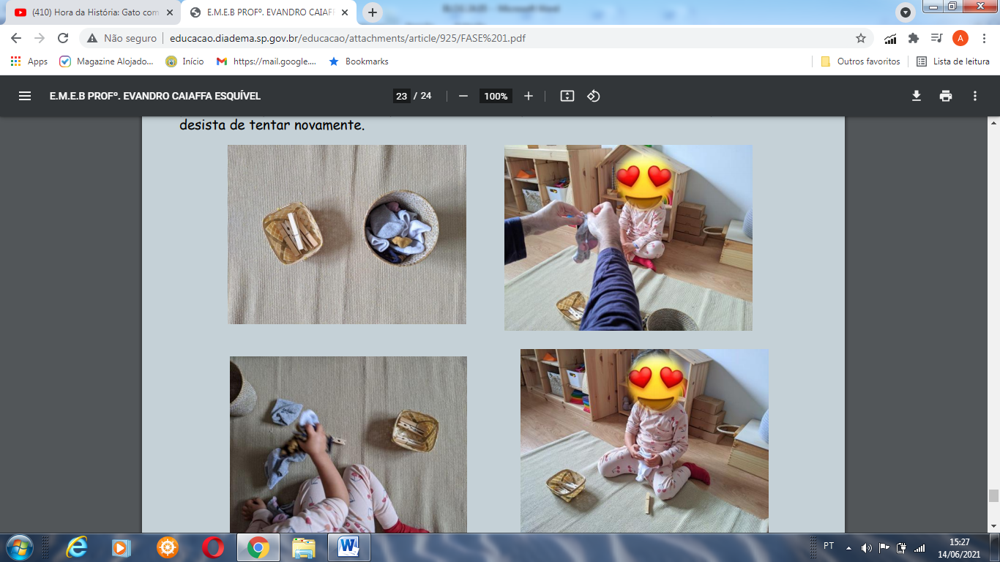 (410) Hora da História: Gato com
E.M.E.B PROFº. EVANDRO CAIAFF
Não seguro
educacao.diadema.sp.gov.br/educacao/attachments/article/925/FASE%201.pdf
A
Apps
Magazine Alojado...
Início
https://mail.google....
Bookmarks
Outros favoritos
Lista de leitura
E.M.E.B PROFº. EVANDRO CAIAFFA ESQUÍVEL
23 / 24
100%
desista de tentar novamente.
PT
15:27
14/06/2021